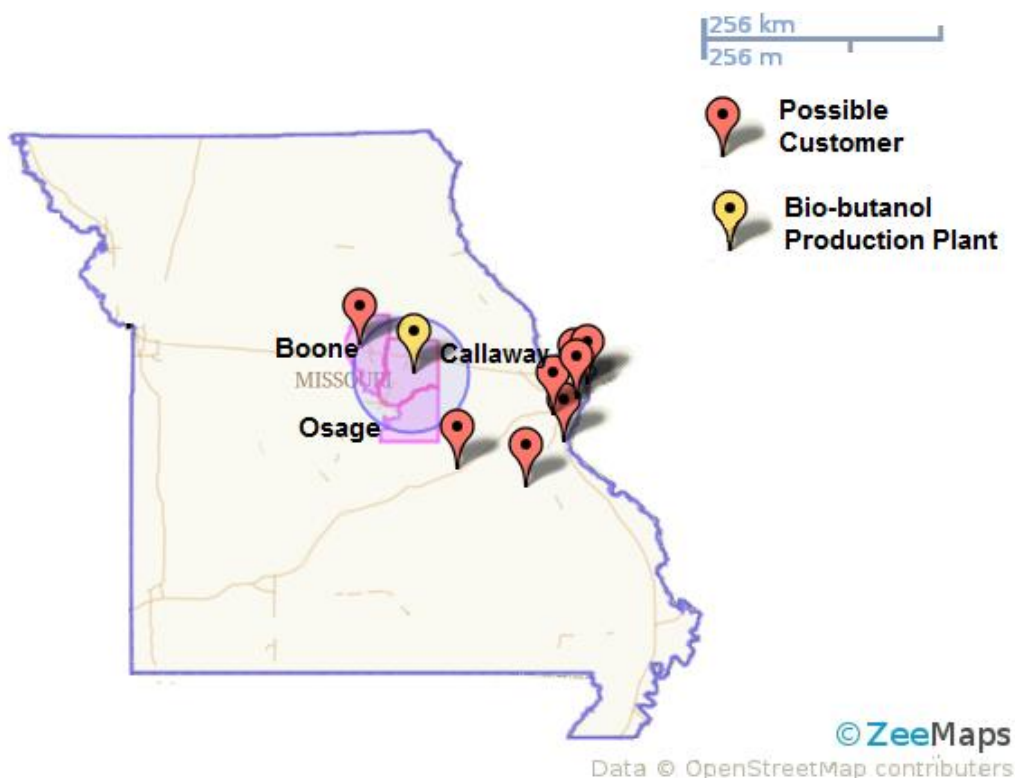 256 km
256 m
Possible
Customer
Bio-butanol
Production Plant
Boone
Callaway
MISSOURI
Osage
© ZeeMaps
Data © OpenStreetMap contributers